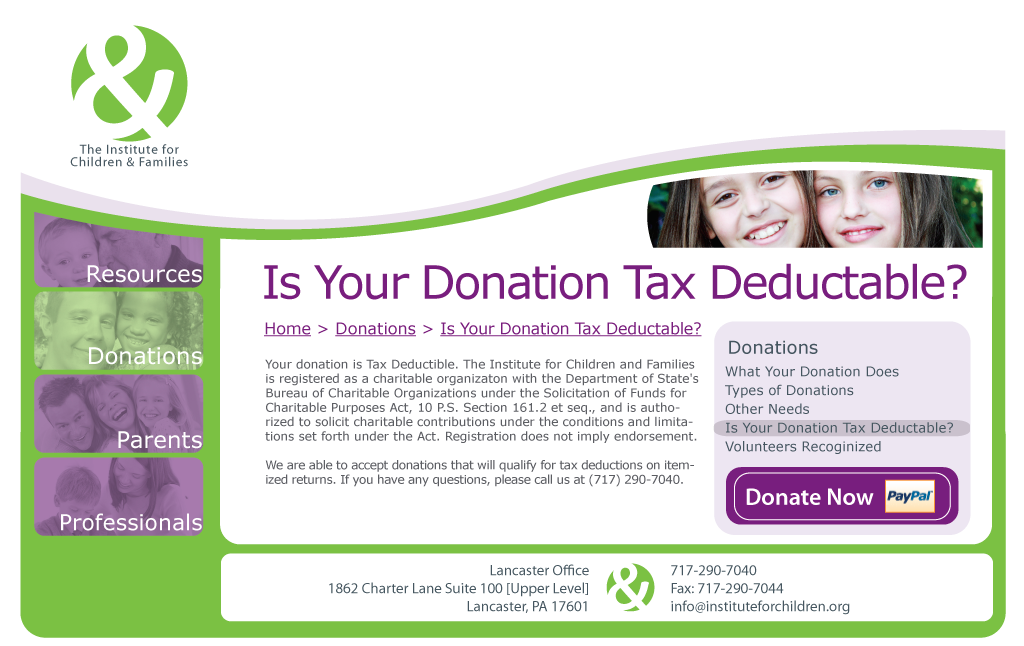 &
The Institute for
Children & Families
Resources
Donations
Parents
Professionals
Is Your Donation Tax Deductable?
Home > Donations > Is Your Donation Tax Deductable?
Your donation is Tax Deductible. The Institute for Children and Families
is registered as a charitable organizaton with the Department of State's
Bureau of Charitable Organizations under the Solicitation of Funds for
Charitable Purposes Act, 10 P.S. Section 161.2 et seq., and is autho-
rized to solicit charitable contributions under the conditions and limita-
tions set forth under the Act. Registration does not imply endorsement.
We are able to accept donations that will qualify for tax deductions on item-
ized returns. If you have any questions, please call us at (717) 290-7040.
Donations
What Your Donation Does
Types of Donations
Other Needs
Is Your Donation Tax Deductable?
Volunteers Recoginized
Donate Now PayPal
Lancaster Office
1862 Charter Lane Suite 100 [Upper Level]
Lancaster, PA 17601
&
717-290-7040
Fax: 717-290-7044
info@instituteforchildren.org